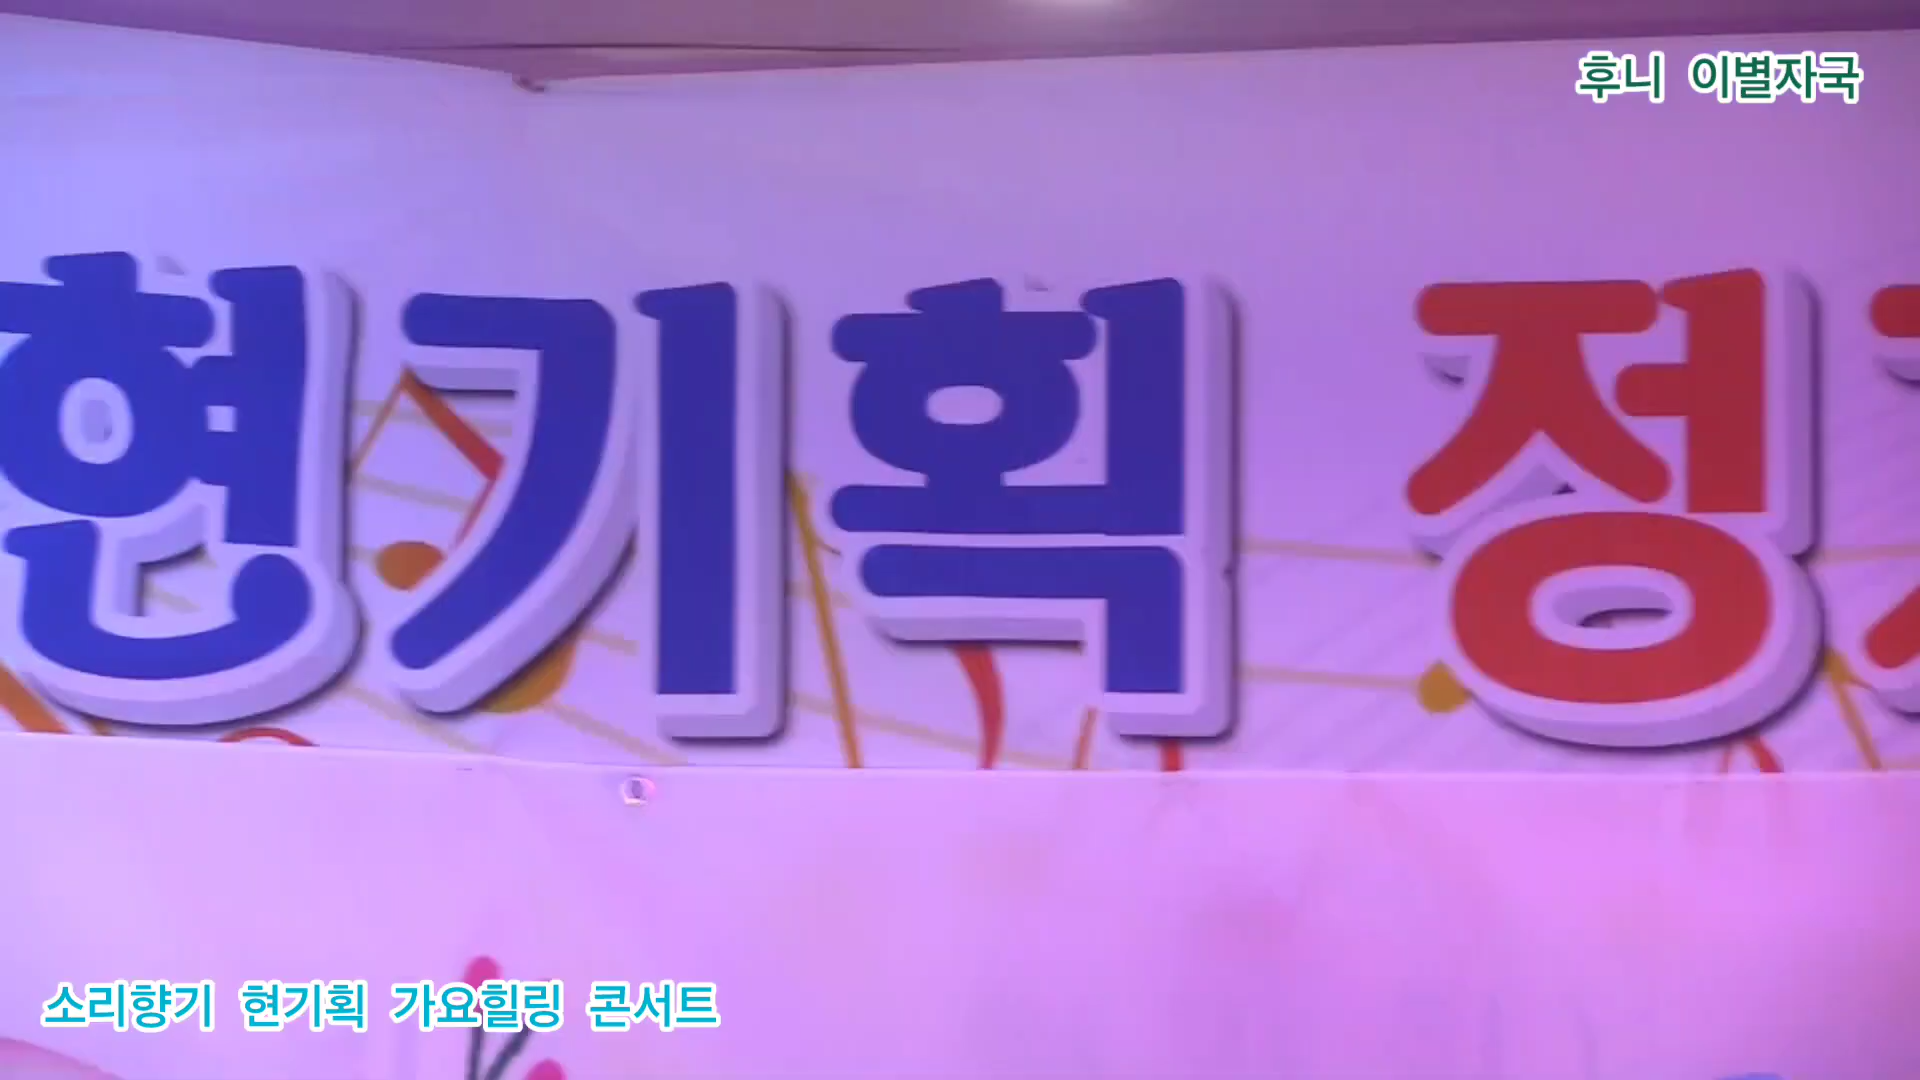 후니 이별자국
현기획 정
소리향기 현기획 가요힐링 콘서트